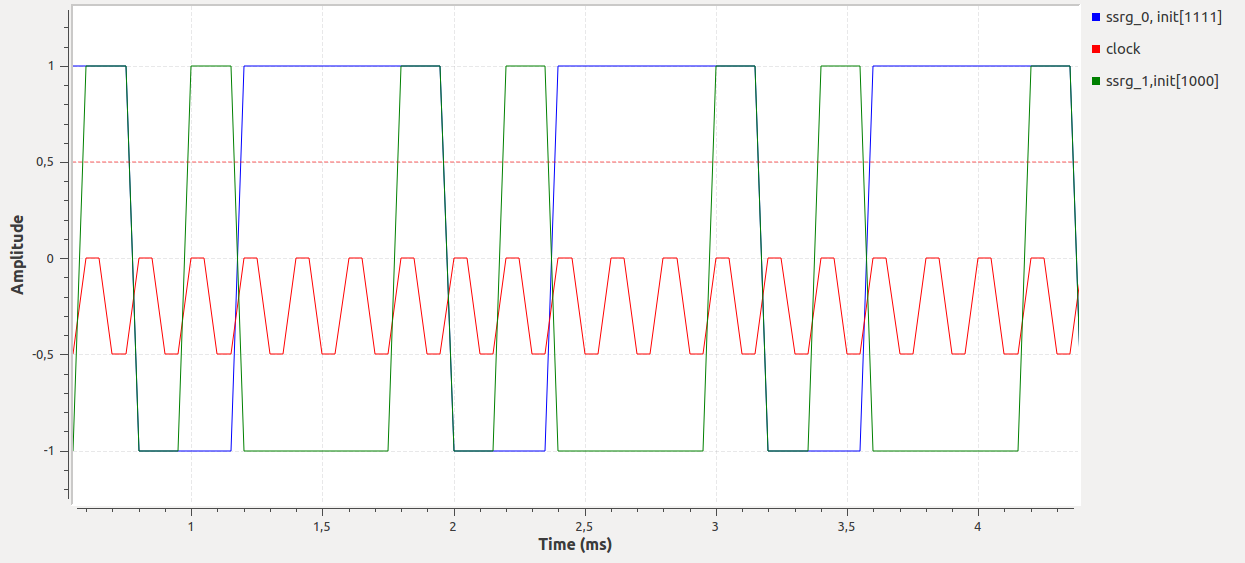 ssrg_0, init[1111]
clock
ssrg_1,init[1000]
Amplitude
1
0,5
0
-0,5
-1
1
1,5
2
2,5
3
3,5
4
Time (ms)